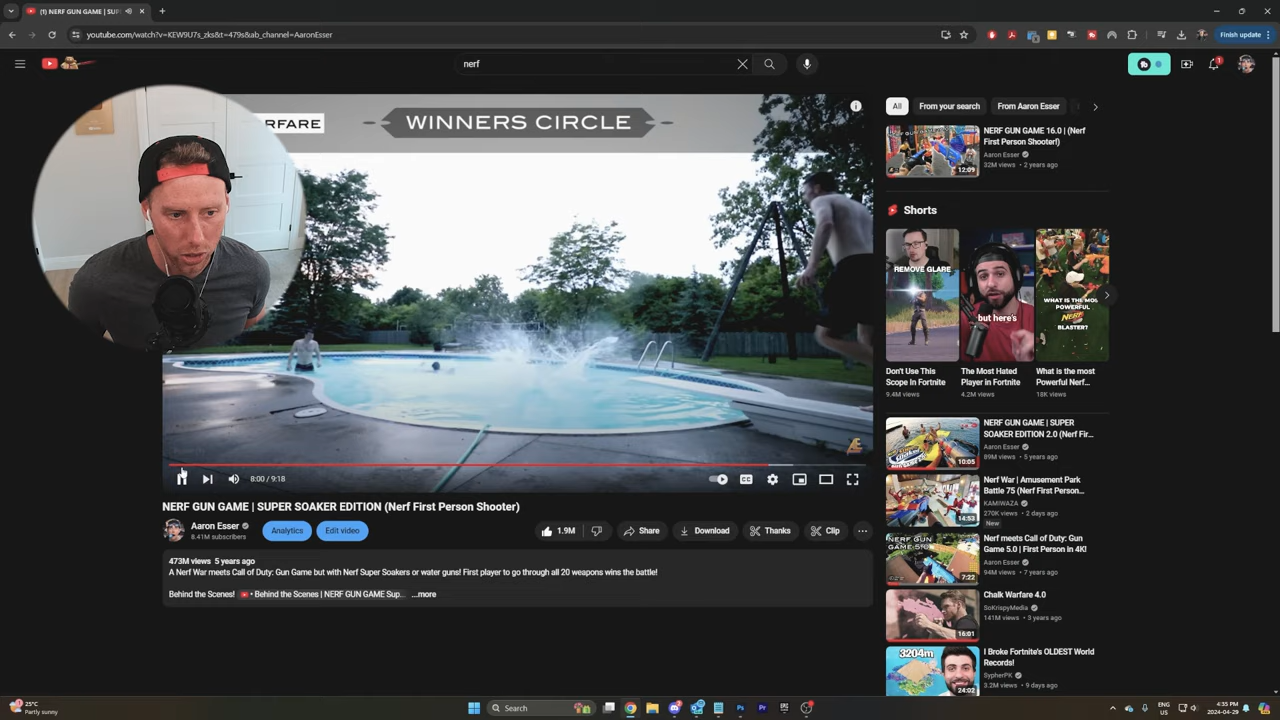 (1) NERF GUN GAME | SUP
Finish update
youtube.com/watch?v=KEW9U7s_zks&t=479s&ab_channel=AaronEsser
nerf
1
RFARE
WINNERS CIRCLE
8:00 / 9:18
NERF GUN GAME | SUPER SOAKER EDITION (Nerf First Person Shooter)
Aaron Esser
8.41M subscribers
Analytics
Edit video
1.9M
Share
Download
Thanks
Clip
473M views 5 years ago
A Nerf War meets Call of Duty Gun Game but with Nerf Super Soakers or water guns! First player to go through all 20 weapons wins the battle!
Behind the Scenes! • Behind the Scenes | NERF GUN GAME Sup... ...more
All
From your search
From Aaron Esser
NERF GUN GAME 16.0 | (Nerf
First Person Shooter!)
Aaron Esser
32M views • 2 years ago
12:09
Shorts
REMOVE GLARE
but here's
WHAT IS THE MOST
POWERFUL
NERF
BLASTER?
Don't Use This
Scope In Fortnite
9.4M views
The Most Hated
Player in Fortnite
4.2M views
What is the most
Powerful Nerf...
18K views
NERF GUN GAME | SUPER
SOAKER EDITION 2.0 (Nerf Fir...
Aaron Esser
89M views • 5 years ago
10:05
Nerf War | Amusement Park
Battle 75 (Nerf First Person...
KAMIWAZA
270K views • 2 days ago
New
14:53
Nerf meets Call of Duty: Gun
Game 5.0 | First Person in 4K!
Aaron Esser
94M views • 7 years ago
NERF
GUN GAME 5.0
7:22
Chalk Warfare 4.0
SoKrispyMedia
141M views • 3 years ago
16:01
I Broke Fortnite's OLDEST World
Records!
SypherPK
3.2M views • 9 days ago
3204m
24:02
25°C
Partly sunny
Search
ENG
US
4:35 PM
2024-04-29